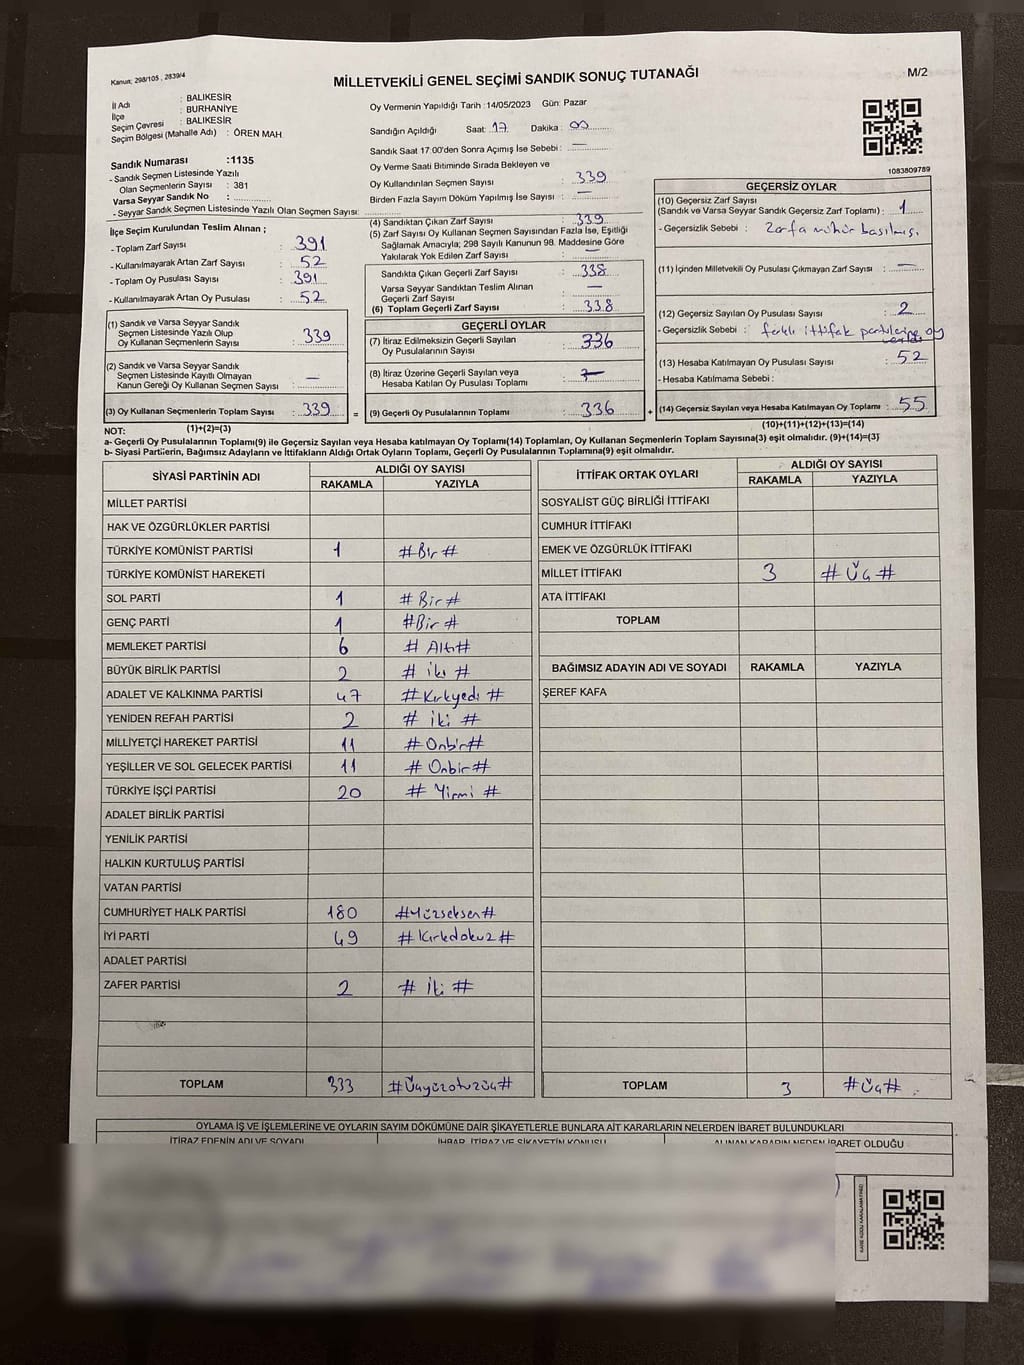 Kanun: 298/105 , 2839/4
MİLLETVEKİLİ GENEL SEÇİMİ SANDIK SONUÇ TUTANAĞI
M/2
İl Adı : BALIKESİR
İlçe : BURHANİYE
Seçim Çevresi : BALIKESİR
Seçim Bölgesi (Mahalle Adı) : ÖREN MAH.
Sandık Numarası :1135
- Sandık Seçmen Listesinde Yazılı
Olan Seçmenlerin Sayısı : 381
Varsa Seyyar Sandık No :
- Seyyar Sandık Seçmen Listesinde Yazılı Olan Seçmen Sayısı:
İlçe Seçim Kurulundan Teslim Alınan ;
- Toplam Zarf Sayısı : 391
- Kullanılmayarak Artan Zarf Sayısı : 52
- Toplam Oy Pusulası Sayısı : 391
- Kullanılmayarak Artan Oy Pusulası : 52
(1) Sandık ve Varsa Seyyar Sandık
Seçmen Listesinde Yazılı Olup
Oy Kullanan Seçmenlerin Sayısı : 339
(2) Sandık ve Varsa Seyyar Sandık
Seçmen Listesinde Kayıtlı Olmayan
Kanun Gereği Oy Kullanan Seçmen Sayısı : —
(3) Oy Kullanan Seçmenlerin Toplam Sayısı : 339 =
(1)+(2)=(3)
Oy Vermenin Yapıldığı Tarih :14/05/2023 Gün: Pazar
Sandığın Açıldığı Saat: 17 Dakika : 00
Sandık Saat 17:00'den Sonra Açımış İse Sebebi : —
Oy Verme Saati Bitiminde Sırada Bekleyen ve
Oy Kullandırılan Seçmen Sayısı : 339
Birden Fazla Sayım Döküm Yapılmış İse Sayısı : —
(4) Sandıktan Çıkan Zarf Sayısı : 339
(5) Zarf Sayısı Oy Kullanan Seçmen Sayısından Fazla İse, Eşitliği
Sağlamak Amacıyla; 298 Sayılı Kanunun 98. Maddesine Göre
Yakılarak Yok Edilen Zarf Sayısı : —
Sandıkta Çıkan Geçerli Zarf Sayısı : 338
Varsa Seyyar Sandıktan Teslim Alınan
Geçerli Zarf Sayısı : —
(6) Toplam Geçerli Zarf Sayısı : 338
GEÇERLİ OYLAR
(7) İtiraz Edilmeksizin Geçerli Sayılan
Oy Pusulalarının Sayısı : 336
(8) İtiraz Üzerine Geçerli Sayılan veya
Hesaba Katılan Oy Pusulası Toplamı :
(9) Geçerli Oy Pusulalarının Toplamı : 336 +
1083809789
GEÇERSİZ OYLAR
(10) Geçersiz Zarf Sayısı
(Sandık ve Varsa Seyyar Sandık Geçersiz Zarf Toplamı) : 1
- Geçersizlik Sebebi : Zarfa mühür basılmış.
(11) İçinden Milletvekili Oy Pusulası Çıkmayan Zarf Sayısı : —
(12) Geçersiz Sayılan Oy Pusulası Sayısı : 2
- Geçersizlik Sebebi : farklı ittifak partilerine oy
verildi
(13) Hesaba Katılmayan Oy Pusulası Sayısı : 52
- Hesaba Katılmama Sebebi :
(14) Geçersiz Sayılan veya Hesaba Katılmayan Oy Toplamı : 55
(10)+(11)+(12)+(13)=(14)
NOT:
a- Geçerli Oy Pusulalarının Toplamı(9) ile Geçersiz Sayılan veya Hesaba katılmayan Oy Toplamı(14) Toplamları, Oy Kullanan Seçmenlerin Toplam Sayısına(3) eşit olmalıdır. (9)+(14)=(3)
b- Siyasi Partilerin, Bağımsız Adayların ve İttifakların Aldığı Ortak Oyların Toplamı, Geçerli Oy Pusulalarının Toplamına(9) eşit olmalıdır.
SİYASİ PARTİNİN ADI ALDIĞI OY SAYISI
RAKAMLA YAZIYLA
MİLLET PARTİSİ
HAK VE ÖZGÜRLÜKLER PARTİSİ
TÜRKİYE KOMÜNİST PARTİSİ 1 #Bir#
TÜRKİYE KOMÜNİST HAREKETİ
SOL PARTİ 1 #Bir#
GENÇ PARTİ 1 #Bir#
MEMLEKET PARTİSİ 6 #Altı#
BÜYÜK BİRLİK PARTİSİ 2 #iki#
ADALET VE KALKINMA PARTİSİ 47 #Kırkyedi#
YENİDEN REFAH PARTİSİ 2 #iki#
MİLLİYETÇİ HAREKET PARTİSİ 11 #Onbir#
YEŞİLLER VE SOL GELECEK PARTİSİ 11 #Onbir#
TÜRKİYE İŞÇİ PARTİSİ 20 #Yirmi#
ADALET BİRLİK PARTİSİ
YENİLİK PARTİSİ
HALKIN KURTULUŞ PARTİSİ
VATAN PARTİSİ
CUMHURİYET HALK PARTİSİ 180 #Yüzseksen#
İYİ PARTİ 49 #Kırkdokuz#
ADALET PARTİSİ
ZAFER PARTİSİ 2 #İki#
TOPLAM 333 #Üçyüzotuzüç#
İTTİFAK ORTAK OYLARI ALDIĞI OY SAYISI
RAKAMLA YAZIYLA
SOSYALİST GÜÇ BİRLİĞİ İTTİFAKI
CUMHUR İTTİFAKI
EMEK VE ÖZGÜRLÜK İTTİFAKI
MİLLET İTTİFAKI 3 #Üç#
ATA İTTİFAKI
TOPLAM
BAĞIMSIZ ADAYIN ADI VE SOYADI RAKAMLA YAZIYLA
ŞEREF KAFA
TOPLAM 3 #Üç#
OYLAMA İŞ VE İŞLEMLERİNE VE OYLARIN SAYIM DÖKÜMÜNE DAİR ŞİKAYETLERLE BUNLARA AİT KARARLARIN NELERDEN İBARET BULUNDUKLARI
İTİRAZ EDENİN ADI VE SOYADI İHBAR, İTİRAZ VE ŞİKAYETİN KONUSU ALINAN KARARIN NEDEN İBARET OLDUĞU